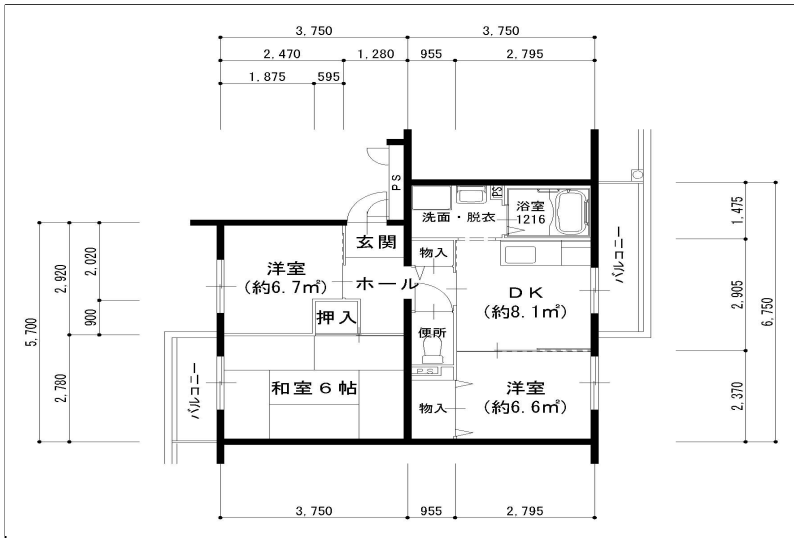 3,750 3,750
2,470 1,280 955 2,795
1,875 595
PS
洗面・脱衣 PS 浴室
1216
玄関 物入
洋室
(約6.7㎡)
ホール
DK
(約8.1㎡)
押入
便所
PS
和室6帖
洋室
(約6.6㎡)
物入
バルコニー
バルコニー
5,700
2,920
2,780
2,020
900
1,475
2,905
2,370
6,750
3,750 955 2,795